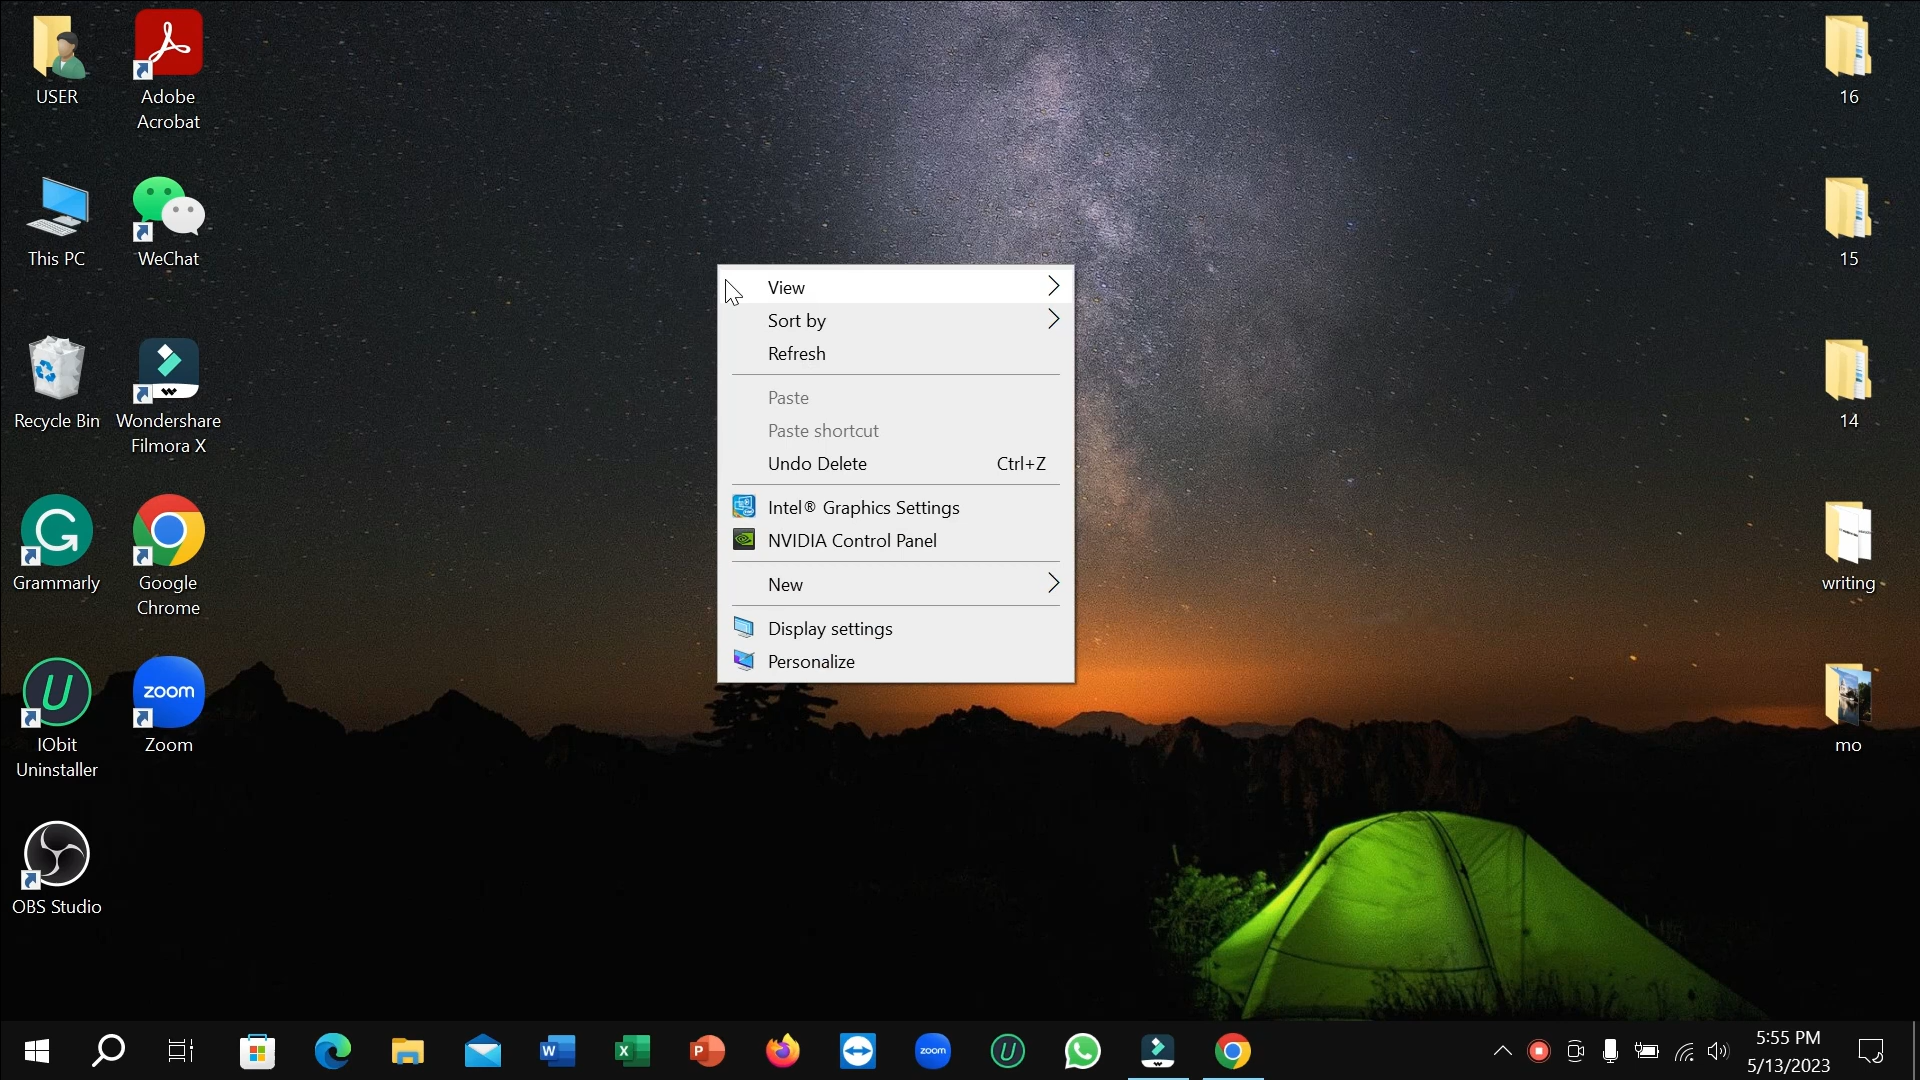 USER
Adobe
Acrobat
This PC
WeChat
Recycle Bin
Wondershare
Filmora X
Grammarly
Google
Chrome
IObit
Uninstaller
zoom
Zoom
OBS Studio
View
Sort by
Refresh
Paste
Paste shortcut
Undo Delete Ctrl+Z
Intel® Graphics Settings
NVIDIA Control Panel
New
Display settings
Personalize
16
15
14
writing
mo
W
X
P
zoom
5:55 PM
5/13/2023